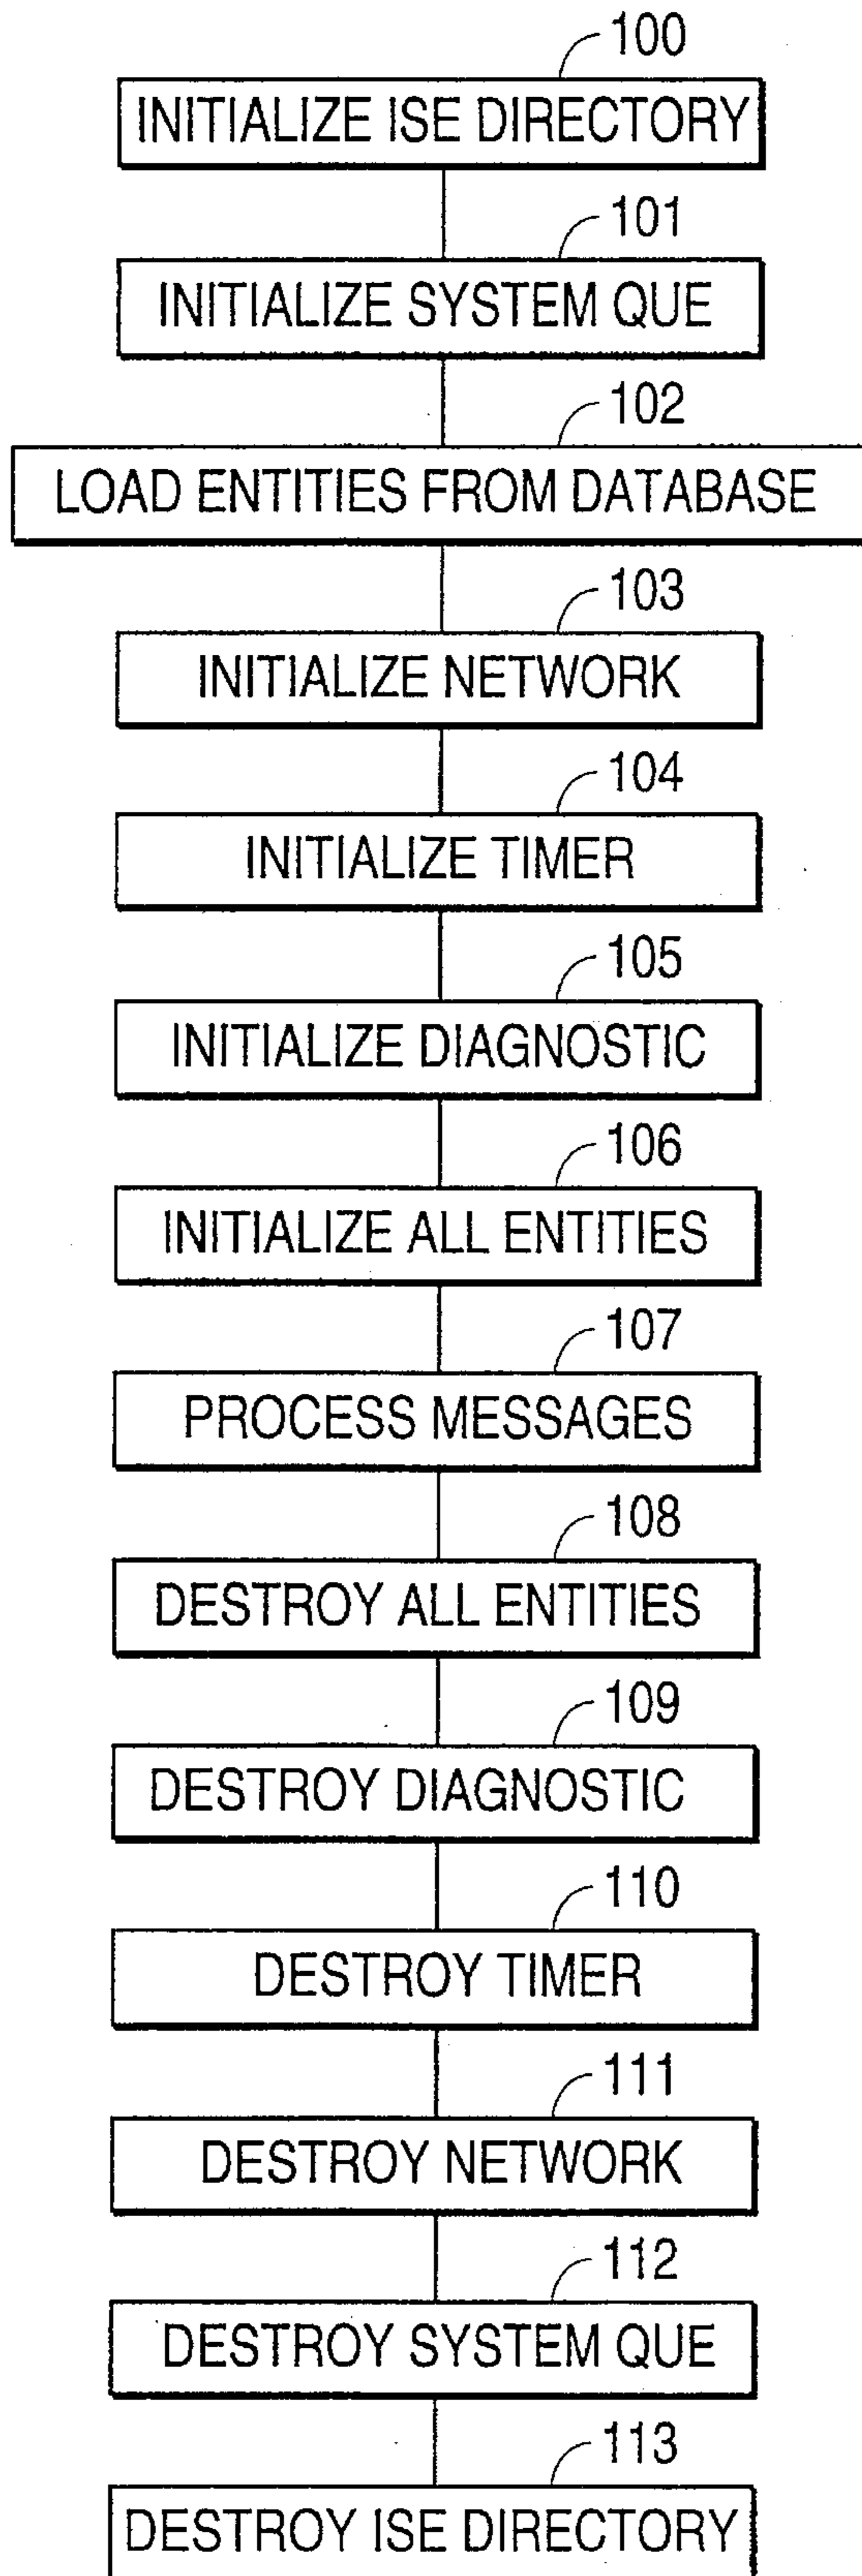 100
INITIALIZE ISE DIRECTORY
101
INITIALIZE SYSTEM QUE
102
LOAD ENTITIES FROM DATABASE
103
INITIALIZE NETWORK
104
INITIALIZE TIMER
105
INITIALIZE DIAGNOSTIC
106
INITIALIZE ALL ENTITIES
107
PROCESS MESSAGES
108
DESTROY ALL ENTITIES
109
DESTROY DIAGNOSTIC
110
DESTROY TIMER
111
DESTROY NETWORK
112
DESTROY SYSTEM QUE
113
DESTROY ISE DIRECTORY